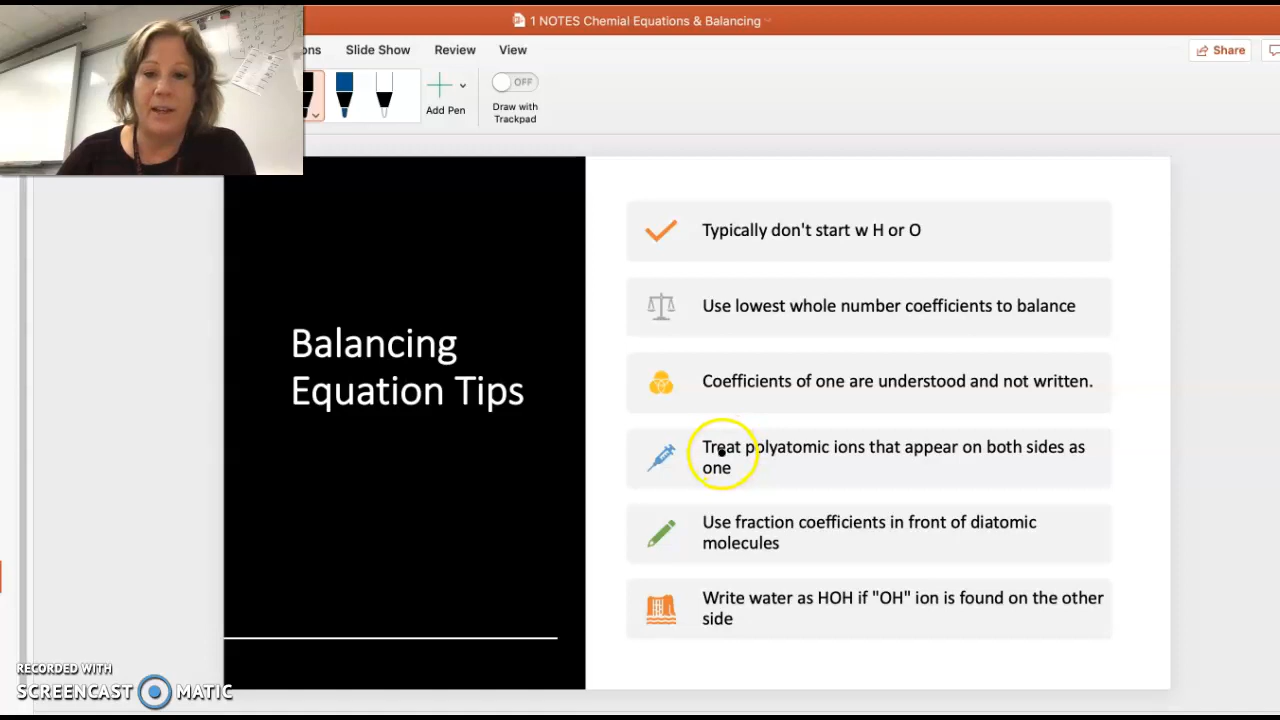 1 NOTES Chemial Equations & Balancing
ons Slide Show Review View
Share
OFF
Add Pen
Draw with
Trackpad
Balancing
Equation Tips
Typically don't start w H or O
Use lowest whole number coefficients to balance
Coefficients of one are understood and not written.
Treat polyatomic ions that appear on both sides as
one
Use fraction coefficients in front of diatomic
molecules
Write water as HOH if "OH" ion is found on the other
side
RECORDED WITH
SCREENCAST MATIC